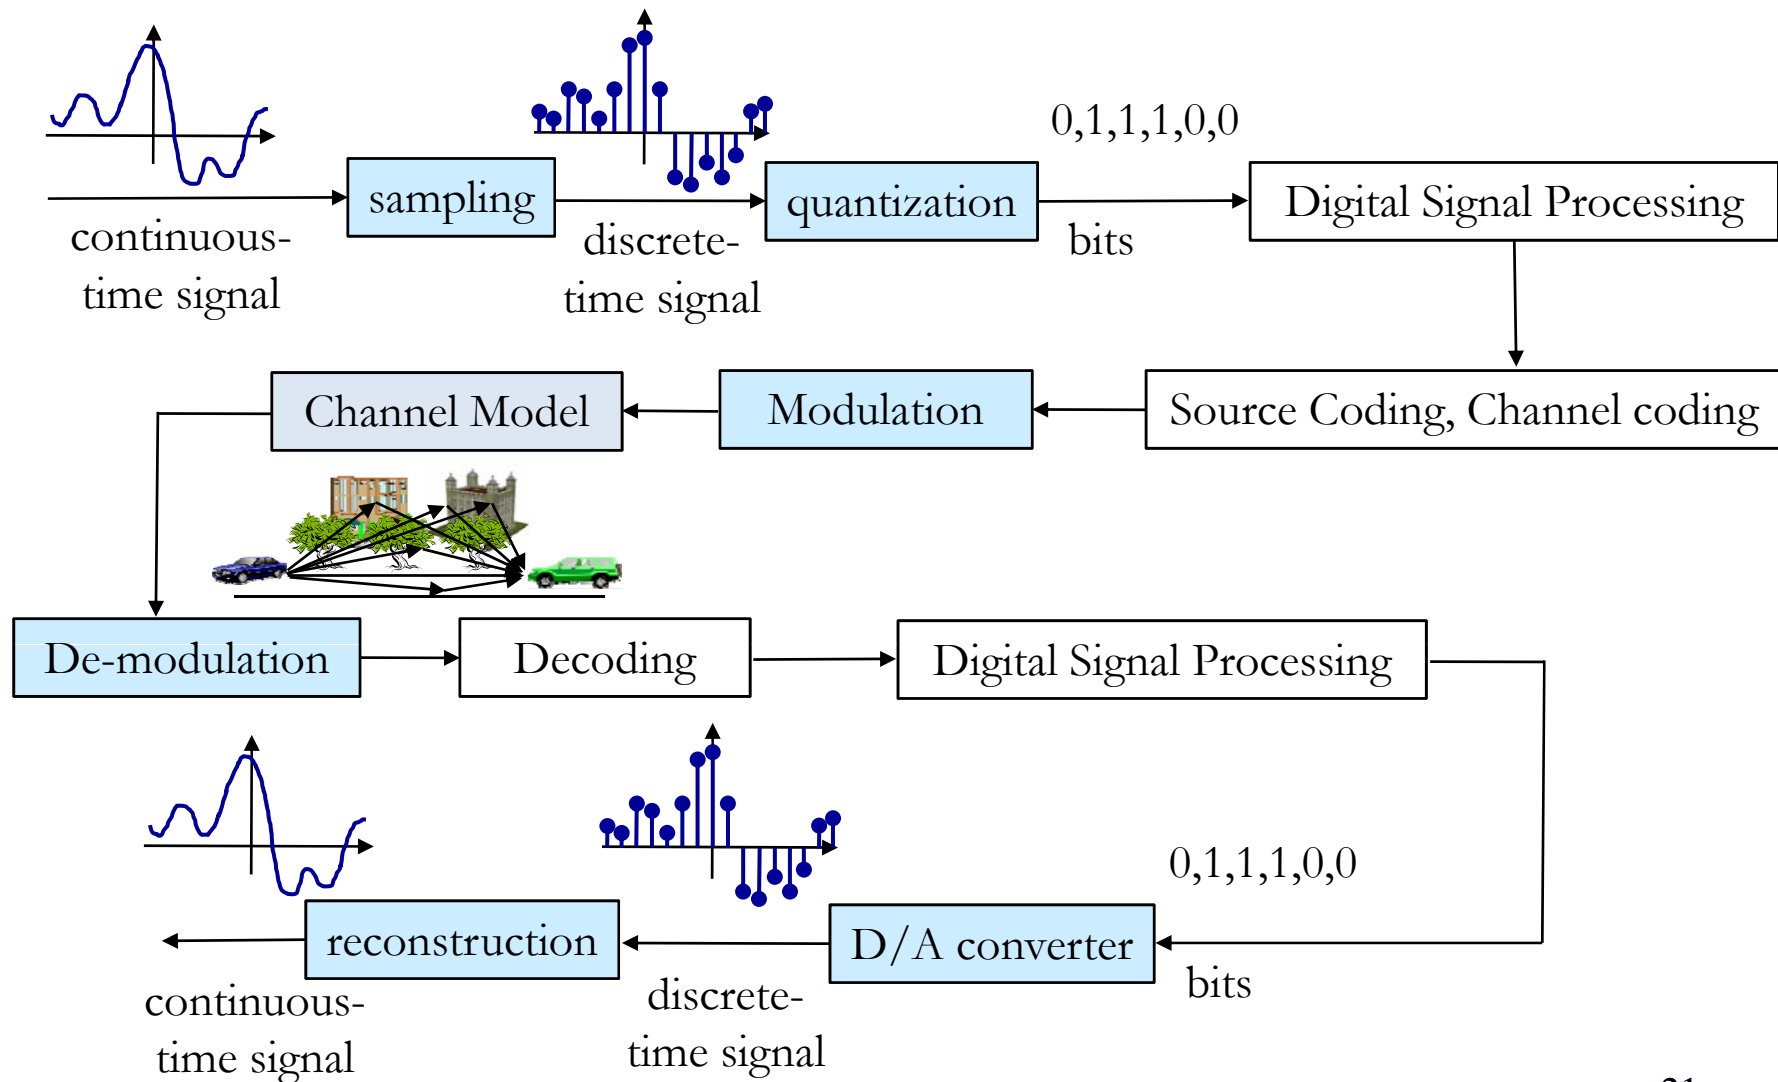 0,1,1,1,0,0
sampling
quantization
Digital Signal Processing
continuous-
time signal
discrete-
time signal
bits
Channel Model
Modulation
Source Coding, Channel coding
De-modulation
Decoding
Digital Signal Processing
0,1,1,1,0,0
reconstruction
D/A converter
continuous-
time signal
discrete-
time signal
bits